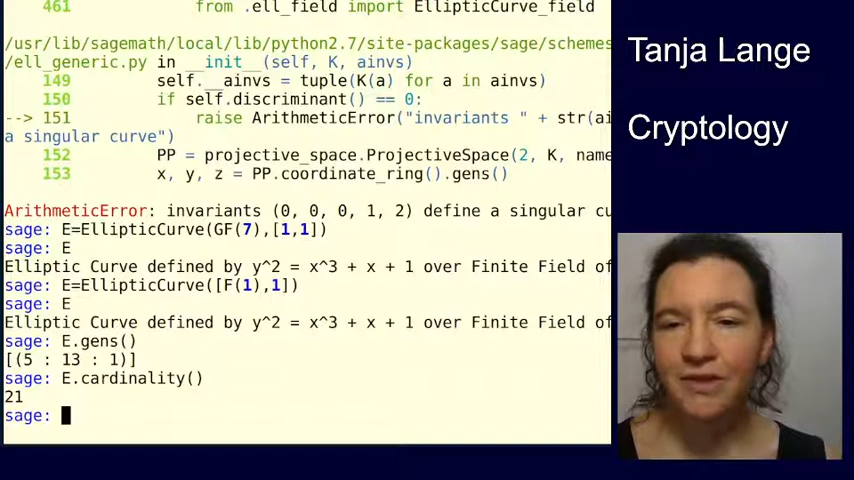 461 from .ell_field import EllipticCurve_field
/usr/lib/sagemath/local/lib/python2.7/site-packages/sage/schemes
/ell_generic.py in __init__(self, K, ainvs)
149 self.__ainvs = tuple(K(a) for a in ainvs)
150 if self.discriminant() == 0:
--> 151 raise ArithmeticError("invariants " + str(ai
a singular curve")
152 PP = projective_space.ProjectiveSpace(2, K, name
153 x, y, z = PP.coordinate_ring().gens()
ArithmeticError: invariants (0, 0, 0, 1, 2) define a singular cu
sage: E=EllipticCurve(GF(7),[1,1])
sage: E
Elliptic Curve defined by y^2 = x^3 + x + 1 over Finite Field of
sage: E=EllipticCurve([F(1),1])
sage: E
Elliptic Curve defined by y^2 = x^3 + x + 1 over Finite Field of
sage: E.gens()
[(5 : 13 : 1)]
sage: E.cardinality()
21
sage:
Tanja Lange
Cryptology